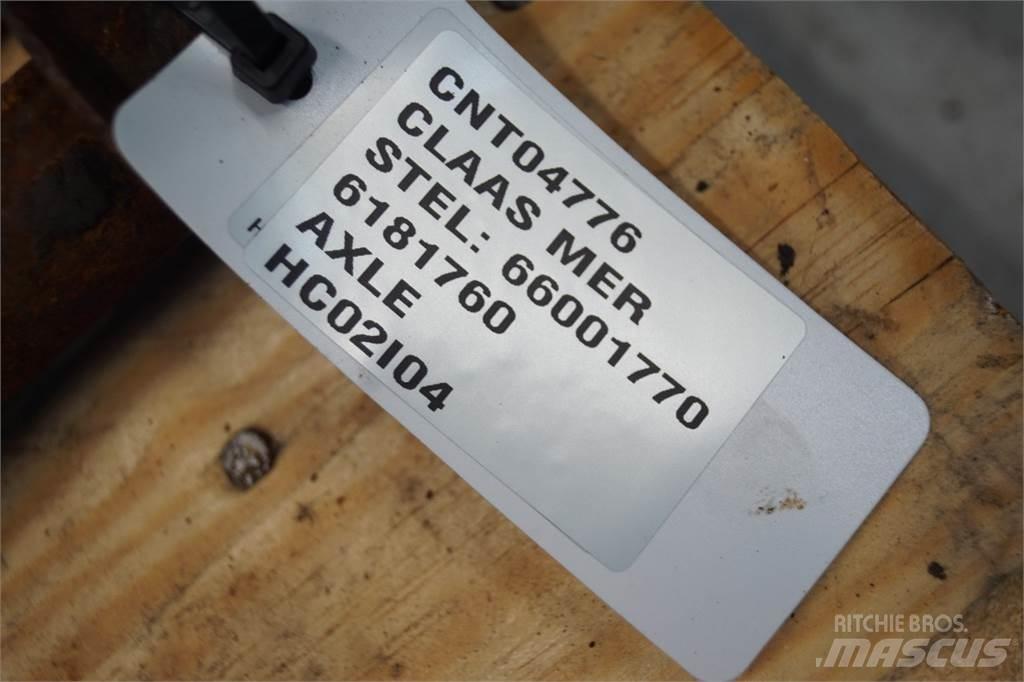 CNT04776
CLAAS MER
STEL: 66001770
6181760
AXLE
HC02I04
H
RITCHIE BROS.
MASCUS